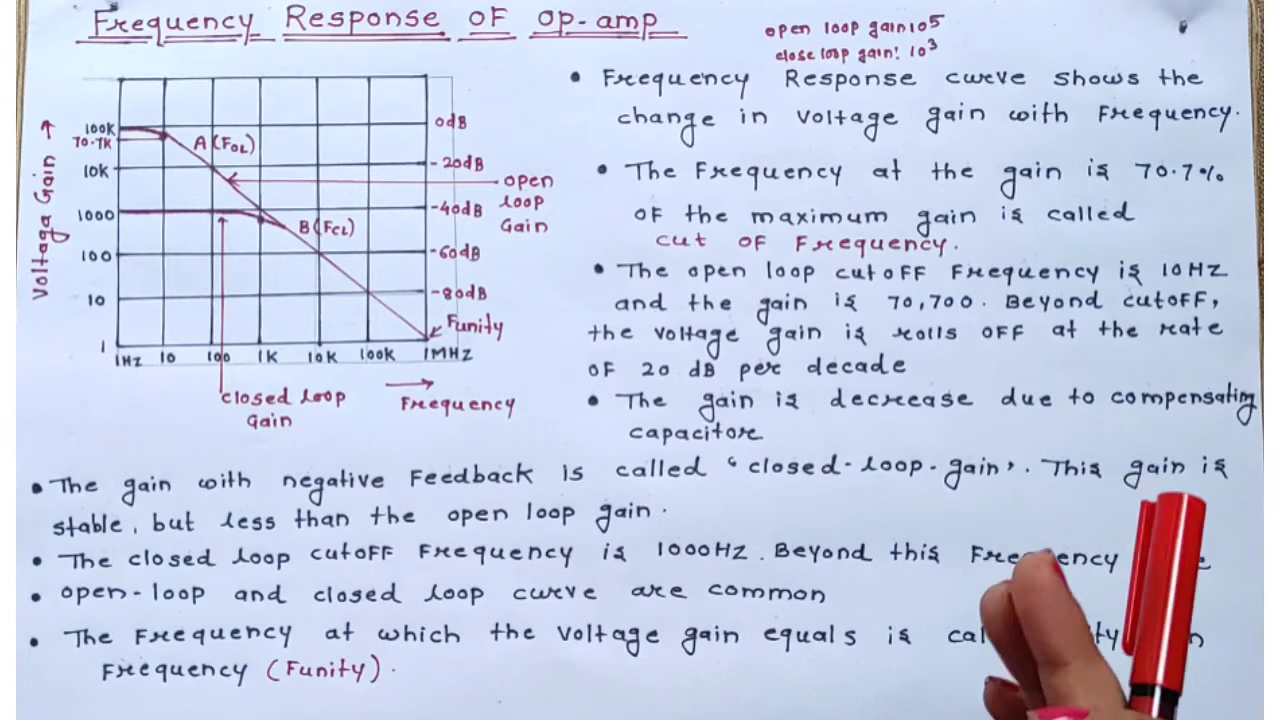 Frequency Response OF op-amp
open loop gain 10⁵
close loop gain: 10³
Voltaga Gain →
100K
70.7K
10K
1000
100
10
1
1HZ 10 100 1K 10K 100K 1MHZ
A (FOL)
B (FCL)
0dB
-20dB
-40dB
-60dB
-80dB
open
loop
Gain
Funity
closed loop
Gain
→
Frequency
• Frequency Response curve shows the
change in voltage gain with Frequency.
• The Frequency at the gain is 70.7%
of the maximum gain is called
cut of Frequency.
• The open loop cutoff Frequency is 10HZ
and the gain is 70,700. Beyond cutoff,
the voltage gain is rolls off at the rate
of 20 dB per decade
• The gain is decrease due to compensating
capacitor
• The gain with negative Feedback is called 'closed-loop-gain'. This gain is
stable, but less than the open loop gain.
• The closed loop cutoff Frequency is 1000HZ. Beyond this
• open-loop and closed loop curve are common
• The Frequency at which the voltage gain equals is
Frequency (Funity).